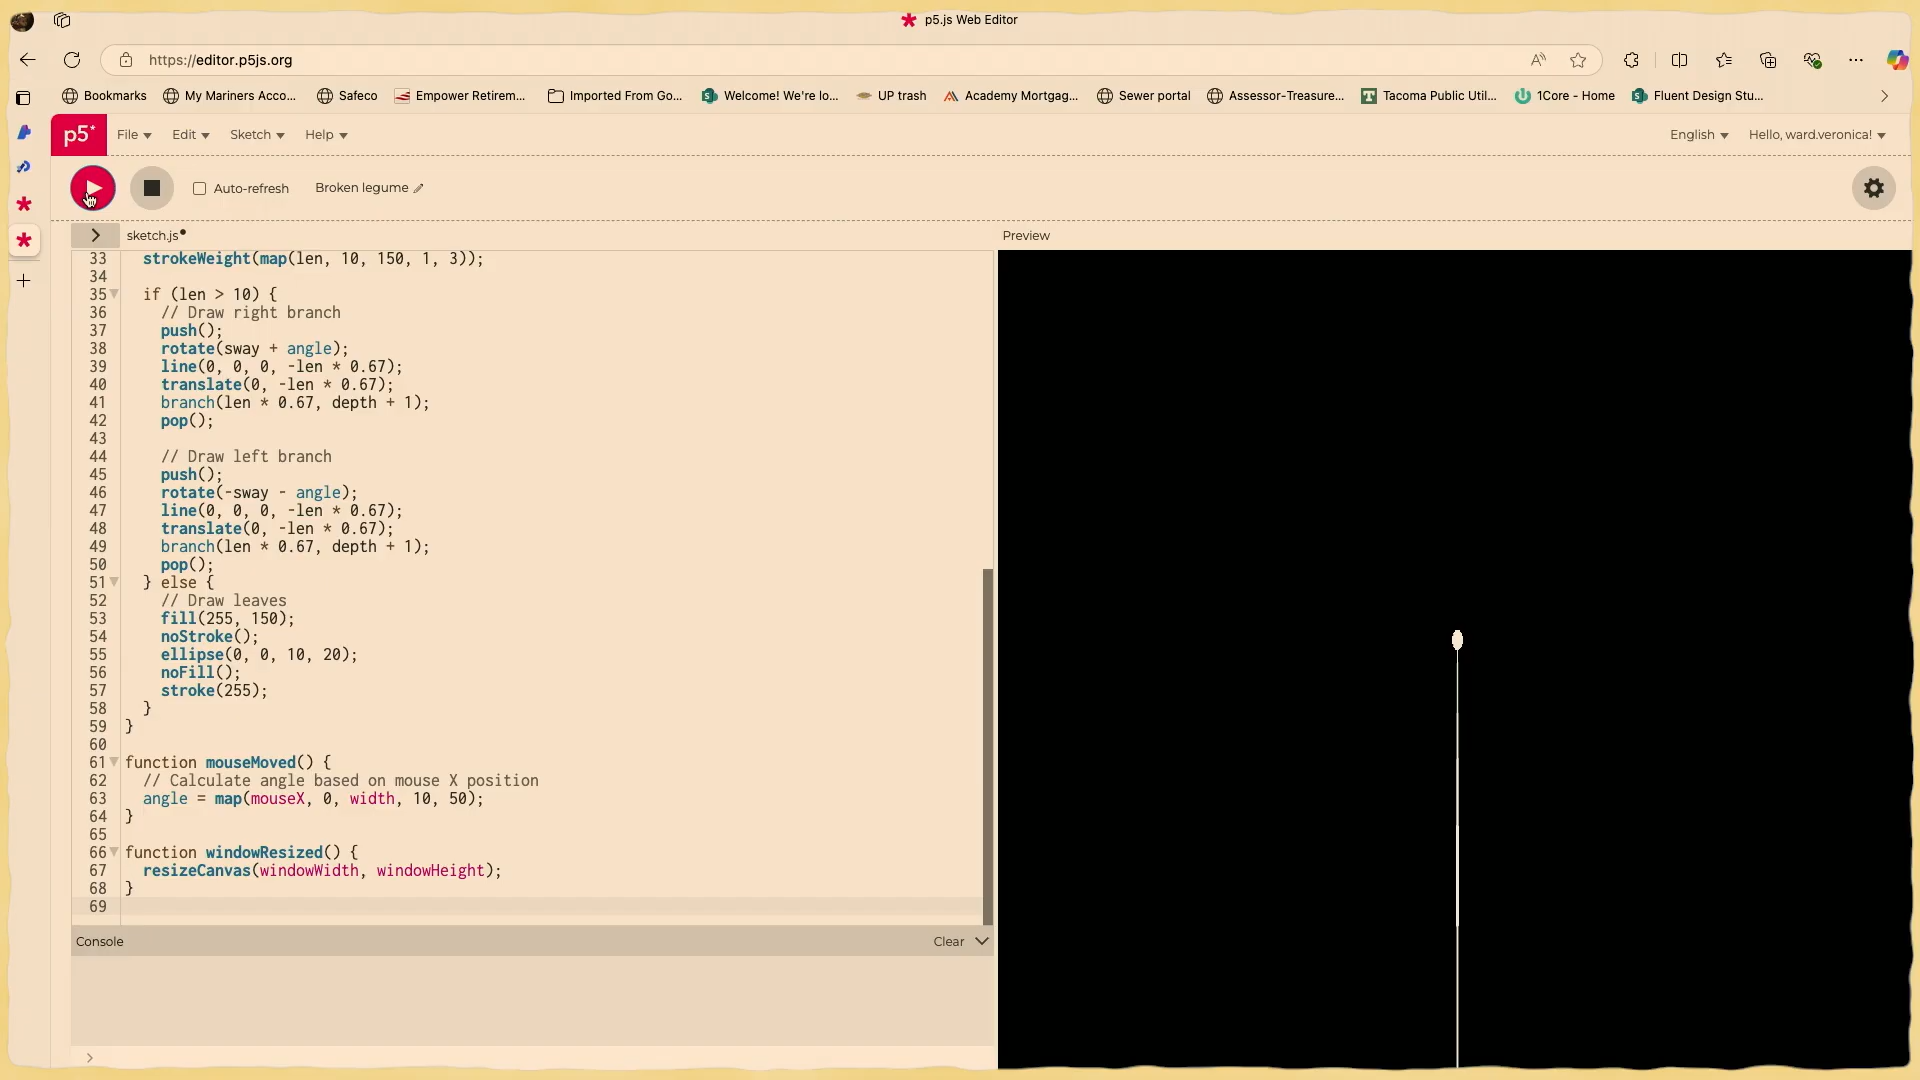 p5.js Web Editor
https://editor.p5js.org
Bookmarks My Mariners Acco... Safeco Empower Retirem... Imported From Go... Welcome! We're lo... UP trash Academy Mortgag... Sewer portal Assessor-Treasure... Tacoma Public Util... 1Core - Home Fluent Design Stu...
p5* File Edit Sketch Help English Hello, ward.veronica!
Auto-refresh Broken legume
sketch.js
Preview
33 strokeWeight(map(len, 10, 150, 1, 3));
34
35 if (len > 10) {
36 // Draw right branch
37 push();
38 rotate(sway + angle);
39 line(0, 0, 0, -len * 0.67);
40 translate(0, -len * 0.67);
41 branch(len * 0.67, depth + 1);
42 pop();
43
44 // Draw left branch
45 push();
46 rotate(-sway - angle);
47 line(0, 0, 0, -len * 0.67);
48 translate(0, -len * 0.67);
49 branch(len * 0.67, depth + 1);
50 pop();
51 } else {
52 // Draw leaves
53 fill(255, 150);
54 noStroke();
55 ellipse(0, 0, 10, 20);
56 noFill();
57 stroke(255);
58 }
59 }
60
61 function mouseMoved() {
62 // Calculate angle based on mouse X position
63 angle = map(mouseX, 0, width, 10, 50);
64 }
65
66 function windowResized() {
67 resizeCanvas(windowWidth, windowHeight);
68 }
69
Console Clear